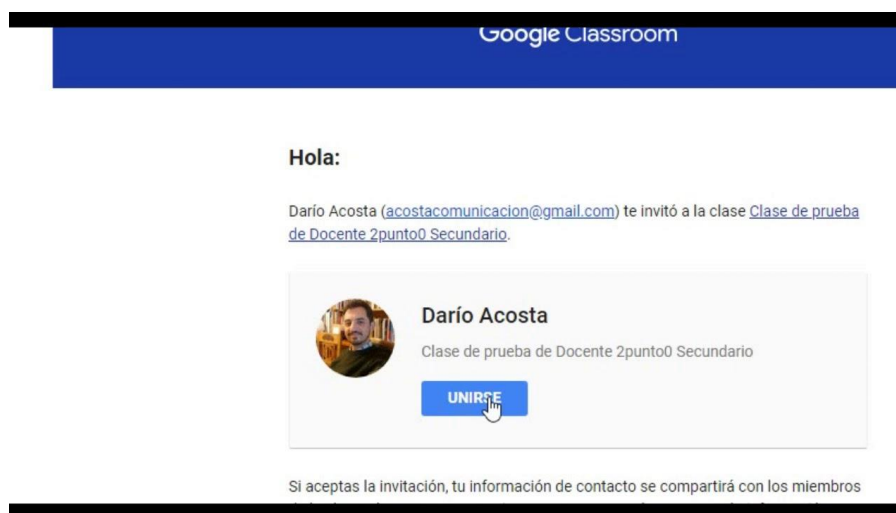 Google Classroom
Hola:
Darío Acosta (acostacomunicacion@gmail.com) te invitó a la clase Clase de prueba
de Docente 2punto0 Secundario.
Darío Acosta
Clase de prueba de Docente 2punto0 Secundario
UNIRSE
Si aceptas la invitación, tu información de contacto se compartirá con los miembros